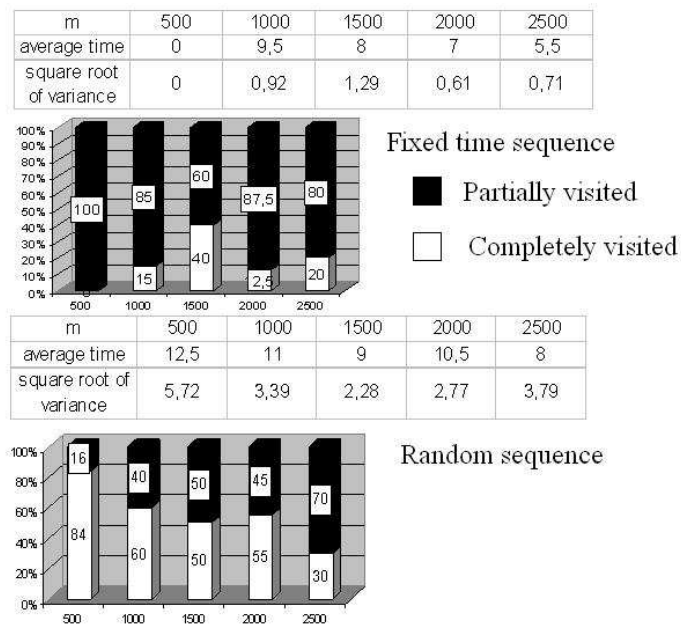 m 500 1000 1500 2000 2500
average time 0 9,5 8 7 5,5
square root
of variance 0 0,92 1,29 0,61 0,71
Fixed time sequence
Partially visited
Completely visited
100%
90%
80%
70%
60%
50%
40%
30%
20%
10%
0%
100 85 60 87,5 80
0 15 40 2,5 20
500 1000 1500 2000 2500
m 500 1000 1500 2000 2500
average time 12,5 11 9 10,5 8
square root of
variance 5,72 3,39 2,28 2,77 3,79
Random sequence
100%
80%
60%
40%
20%
0%
16 40 50 45 70
84 60 50 55 30
500 1000 1500 2000 2500